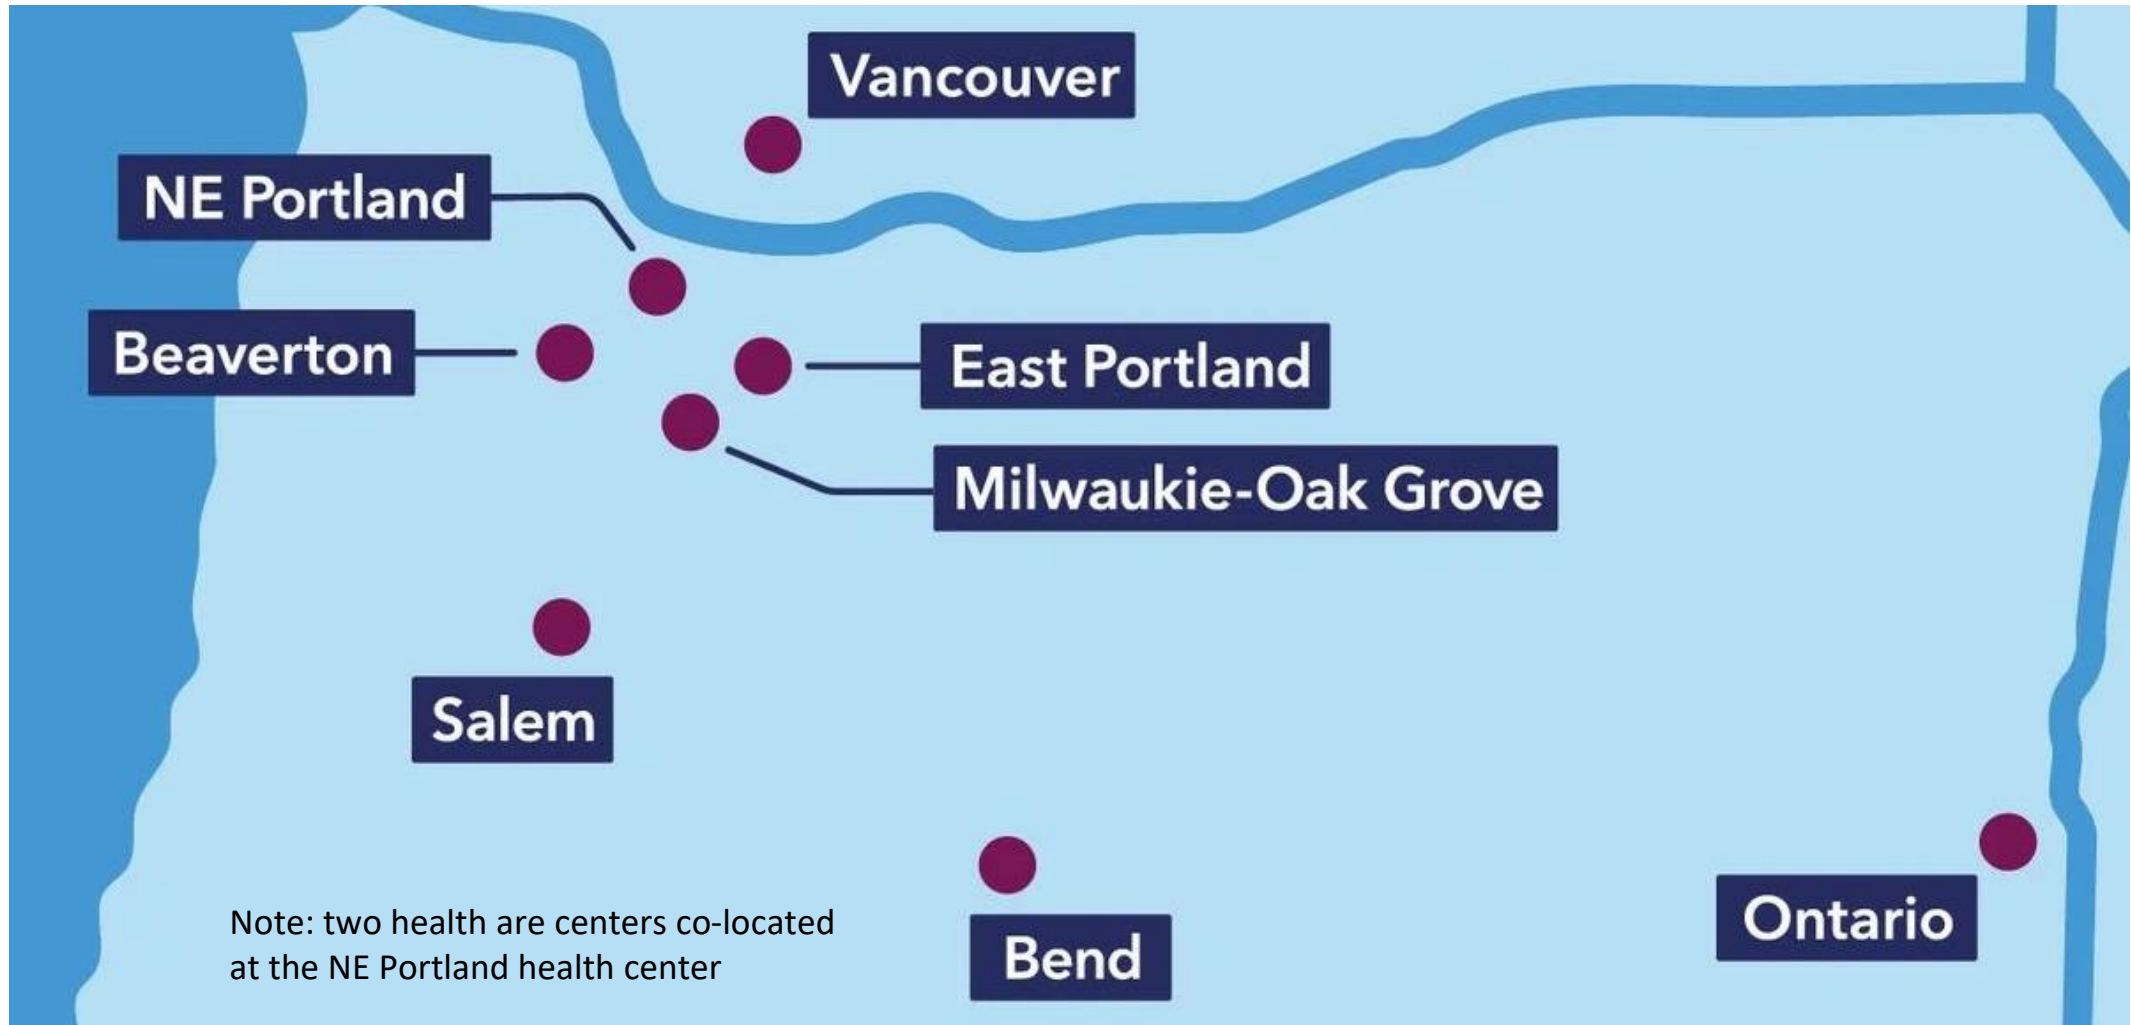 Vancouver
NE Portland
Beaverton
East Portland
Milwaukie-Oak Grove
Salem
Bend
Ontario
Note: two health are centers co-located
at the NE Portland health center